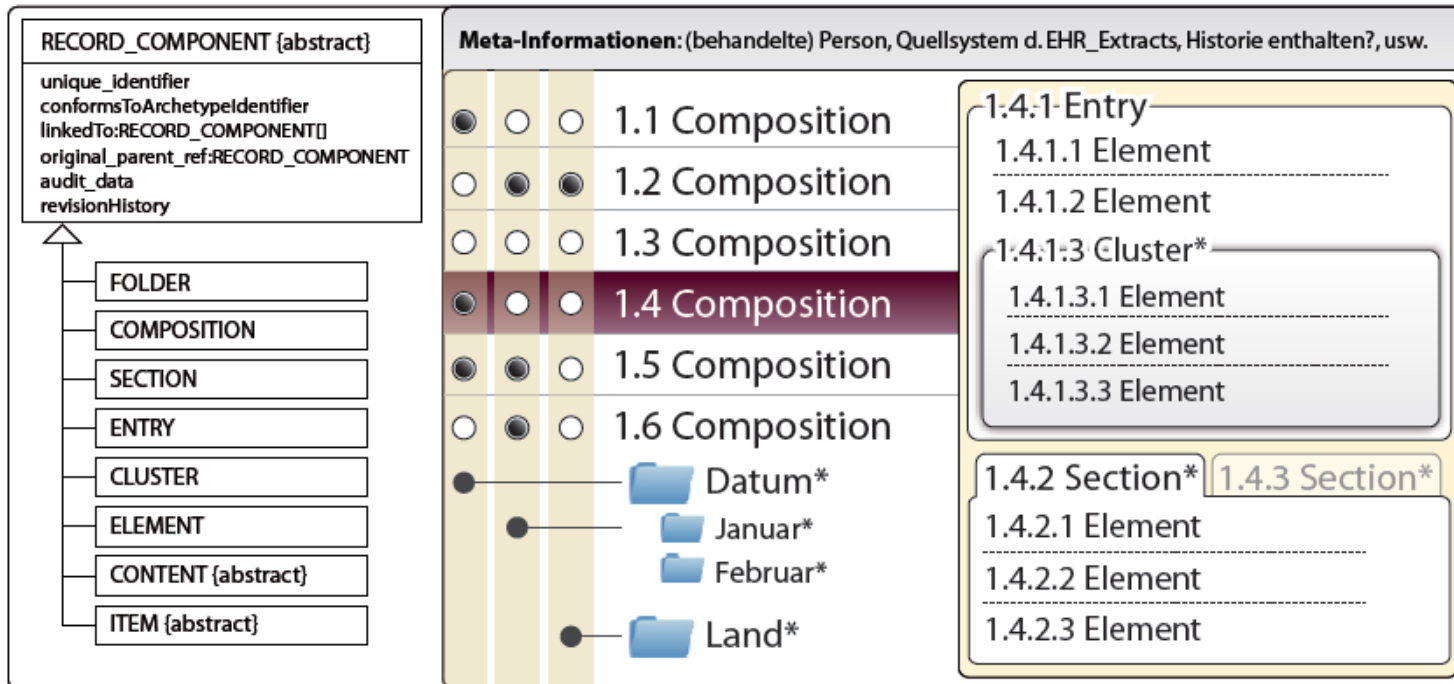 RECORD_COMPONENT {abstract}
unique_identifier
conformsToArchetypeIdentifier
linkedTo:RECORD_COMPONENT[]
original_parent_ref:RECORD_COMPONENT
audit_data
revisionHistory
FOLDER
COMPOSITION
SECTION
ENTRY
CLUSTER
ELEMENT
CONTENT {abstract}
ITEM {abstract}
Meta-Informationen: (behandelte) Person, Quellsystem d. EHR_Extracts, Historie enthalten?, usw.
1.1 Composition
1.2 Composition
1.3 Composition
1.4 Composition
1.5 Composition
1.6 Composition
Datum*
Januar*
Februar*
Land*
1.4.1 Entry
1.4.1.1 Element
1.4.1.2 Element
1.4.1.3 Cluster*
1.4.1.3.1 Element
1.4.1.3.2 Element
1.4.1.3.3 Element
1.4.2 Section* 1.4.3 Section*
1.4.2.1 Element
1.4.2.2 Element
1.4.2.3 Element